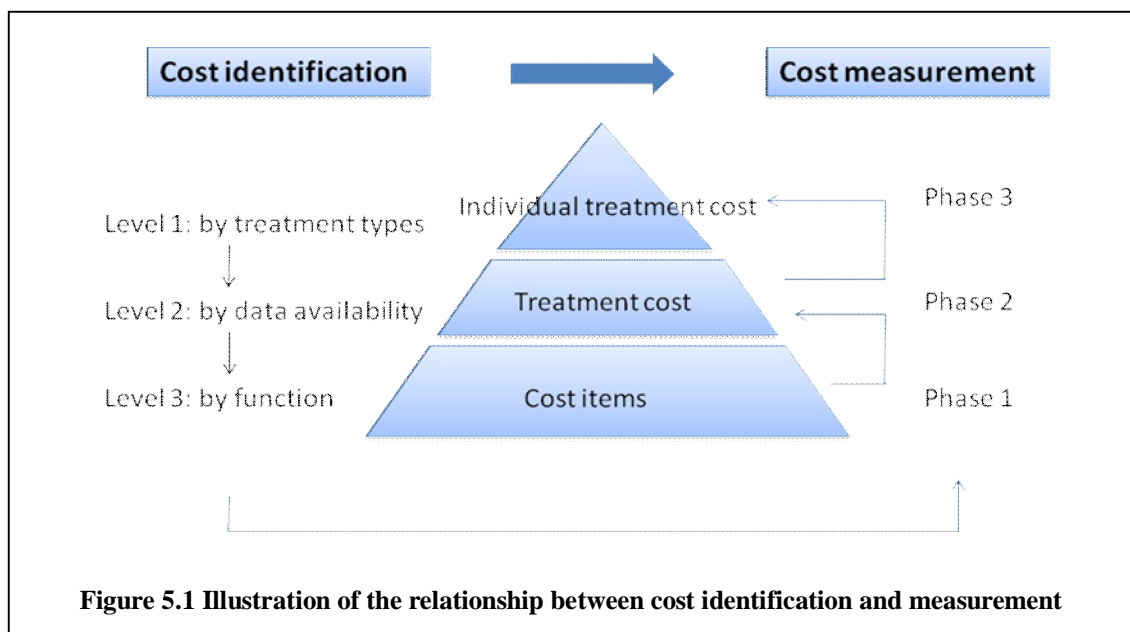 Cost identification
Cost measurement
Level 1: by treatment types
Individual treatment cost
Phase 3
Level 2: by data availability
Treatment cost
Phase 2
Level 3: by function
Cost items
Phase 1
Figure 5.1 Illustration of the relationship between cost identification and measurement